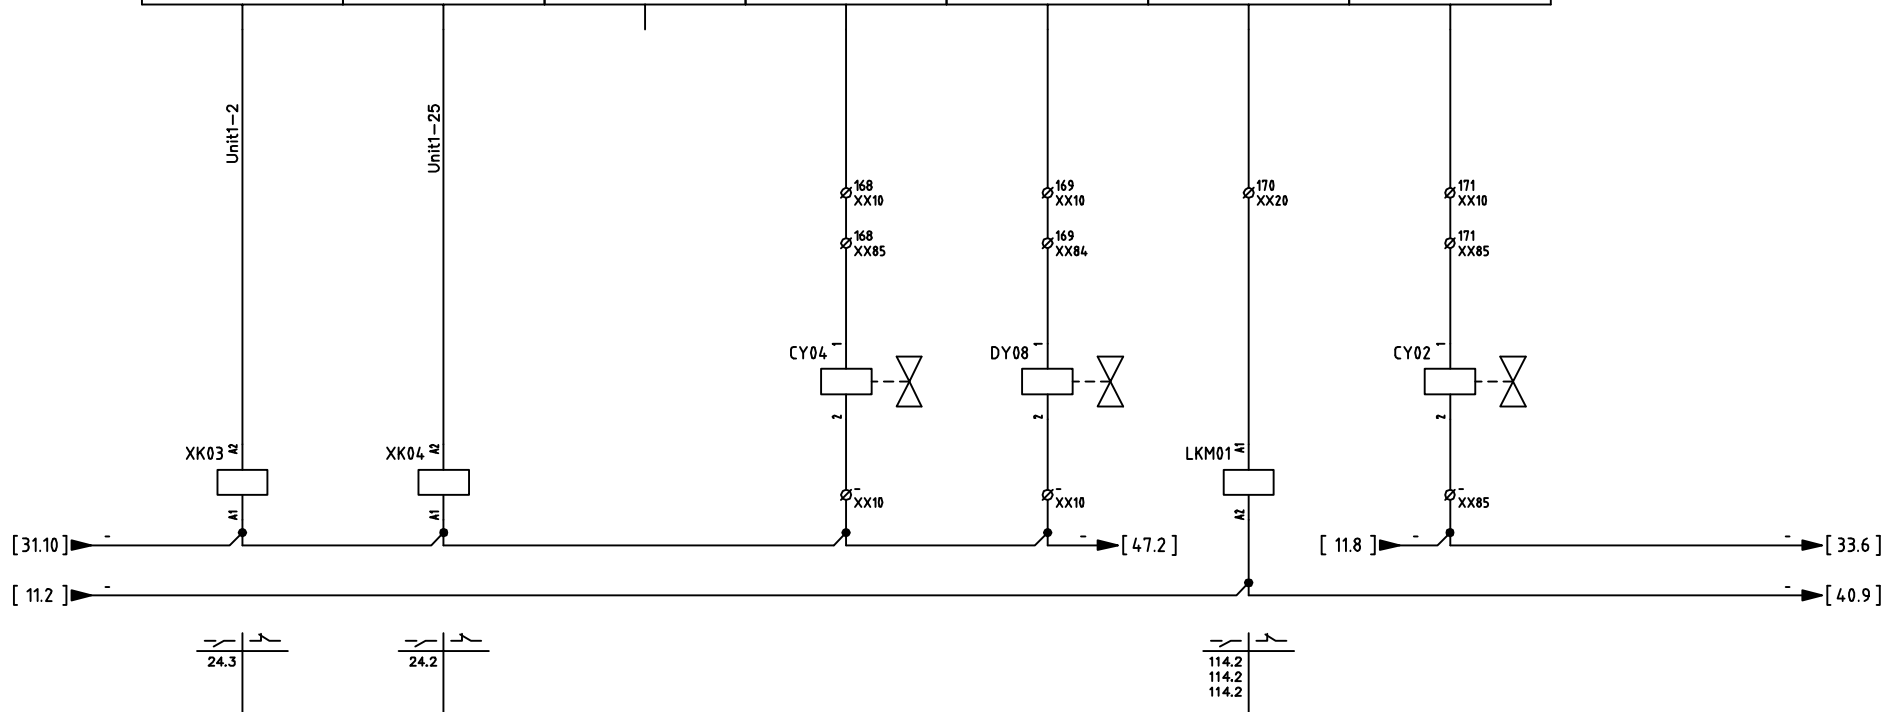 Unit1-2
Unit1-25
168
XX10
169
XX10
170
XX20
171
XX10
168
XX85
169
XX84
171
XX85
CY04
1
2
DY08
1
2
CY02
1
2
XK03
A2
A1
XK04
A2
A1
LKM01
A1
A2
-
XX10
-
XX10
-
XX85
[31.10]
-
-
[47.2]
[11.8]
-
-
[33.6]
[11.2]
-
-
[40.9]
24.3
24.2
114.2
114.2
114.2